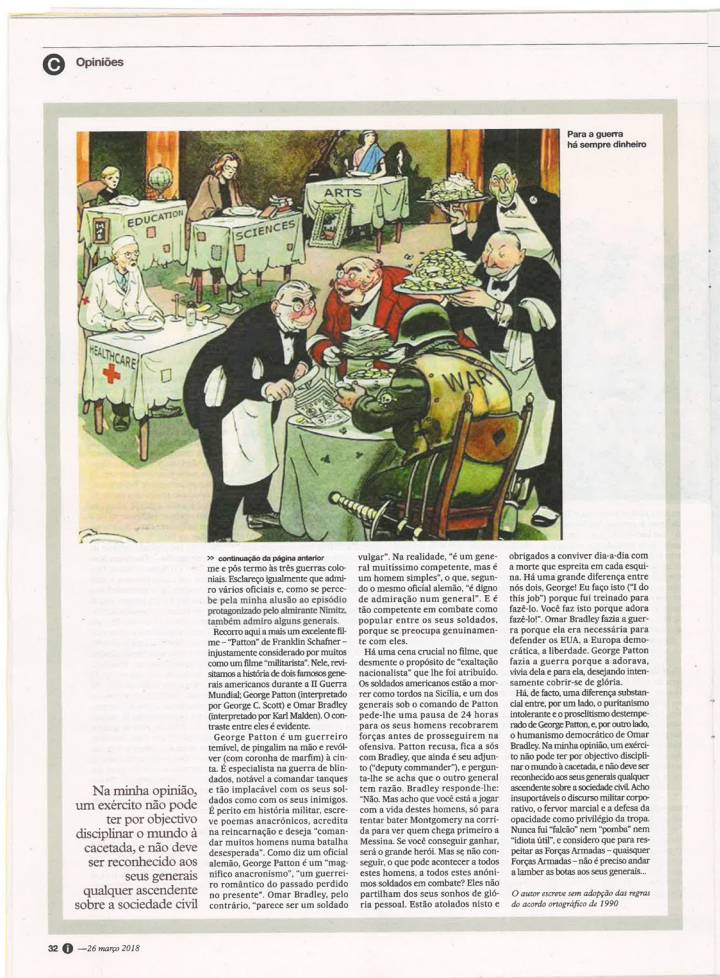 C Opiniões
Para a guerra
há sempre dinheiro
EDUCATION
SCIENCES
ARTS
HEALTHCARE
WAR
Na minha opinião,
um exército não pode
ter por objectivo
disciplinar o mundo à
cacetada, e não deve
ser reconhecido aos
seus generais
qualquer ascendente
sobre a sociedade civil
>> continuação da página anterior
me e pôs termo às três guerras colo-
niais. Esclareço igualmente que admi-
ro vários oficiais e, como se perce-
be pela minha alusão ao episódio
protagonizado pelo almirante Nimitz,
também admiro alguns generais.
Recorro aqui a mais um excelente fil-
me – "Patton" de Franklin Schafner –
injustamente considerado por muitos
como um filme "militarista". Nele, revi-
sitamos a história de dois famosos gene-
rais americanos durante a II Guerra
Mundial; George Patton (interpretado
por George C. Scott) e Omar Bradley
(interpretado por Karl Malden). O con-
traste entre eles é evidente.
George Patton é um guerreiro
temível, de pingalim na mão e revól-
ver (com coronha de marfim) à cin-
ta. É especialista na guerra de blin-
dados, notável a comandar tanques
e tão implacável com os seus sol-
dados como com os seus inimigos.
É perito em história militar, escre-
ve poemas anacrónicos, acredita
na reincarnação e deseja "coman-
dar muitos homens numa batalha
desesperada". Como diz um oficial
alemão, George Patton é um "mag-
nífico anacronismo", "um guerrei-
ro romântico do passado perdido
no presente". Omar Bradley, pelo
contrário, "parece ser um soldado
vulgar". Na realidade, "é um gene-
ral muitíssimo competente, mas é
um homem simples", o que, segun-
do o mesmo oficial alemão, "é digno
de admiração num general". E é
tão competente em combate como
popular entre os seus soldados,
porque se preocupa genuinamen-
te com eles.
Há uma cena crucial no filme, que
desmente o propósito de "exaltação
nacionalista" que lhe foi atribuído.
Os soldados americanos estão a mor-
rer como tordos na Sicília, e um dos
generais sob o comando de Patton
pede-lhe uma pausa de 24 horas
para os seus homens recobrarem
forças antes de prosseguirem na
ofensiva. Patton recusa, fica a sós
com Bradley, que ainda é seu adjun-
to ("deputy commander"), e pergun-
ta-lhe se acha que o outro general
tem razão. Bradley responde-lhe:
"Não. Mas acho que você está a jogar
com a vida destes homens, só para
tentar bater Montgomery na corri-
da para ver quem chega primeiro a
Messina. Se você conseguir ganhar,
será o grande herói. Mas se não con-
seguir, o que pode acontecer a todos
estes homens, a todos estes anóni-
mos soldados em combate? Eles não
partilham dos seus sonhos de gló-
ria pessoal. Estão atolados nisto e
obrigados a conviver dia-a-dia com
a morte que espreita em cada esqui-
na. Há uma grande diferença entre
nós dois, George! Eu faço isto ("I do
this job") porque fui treinado para
fazê-lo. Você faz isto porque adora
fazê-lo!". Omar Bradley fazia a guer-
ra porque ela era necessária para
defender os EUA, a Europa demo-
crática, a liberdade. George Patton
fazia a guerra porque a adorava,
vivia dela e para ela, desejando inten-
samente cobrir-se de glória.
Há, de facto, uma diferença substan-
cial entre, por um lado, o puritanismo
intolerante e o proselitismo destempe-
rado de George Patton, e, por outro lado,
o humanismo democrático de Omar
Bradley. Na minha opinião, um exérci-
to não pode ter por objectivo discipli-
nar o mundo à cacetada, e não deve ser
reconhecido aos seus generais qualquer
ascendente sobre a sociedade civil. Acho
insuportáveis o discurso militar corpo-
rativo, o fervor marcial e a defesa da
opacidade como privilégio da tropa.
Nunca fui "falcão" nem "pomba" nem
"idiota útil", e considero que para res-
peitar as Forças Armadas – quaisquer
Forças Armadas – não é preciso andar
a lamber as botas aos seus generais...
O autor escreve sem adopção das regras
do acordo ortográfico de 1990
32 i —26 março 2018